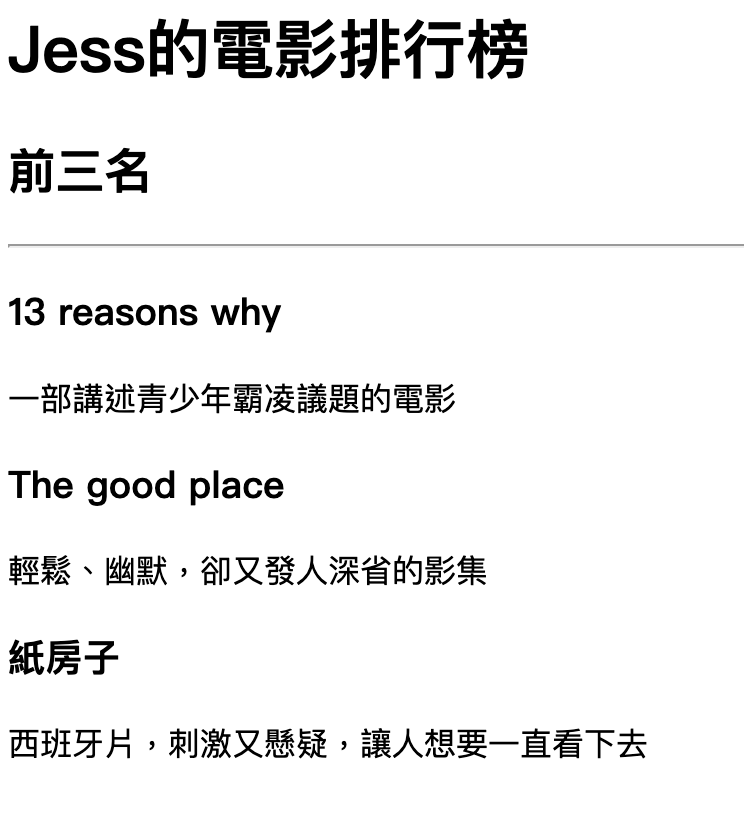 Jess的電影排行榜
前三名
13 reasons why
一部講述青少年霸凌議題的電影
The good place
輕鬆、幽默，卻又發人深省的影集
紙房子
西班牙片，刺激又懸疑，讓人想要一直看下去